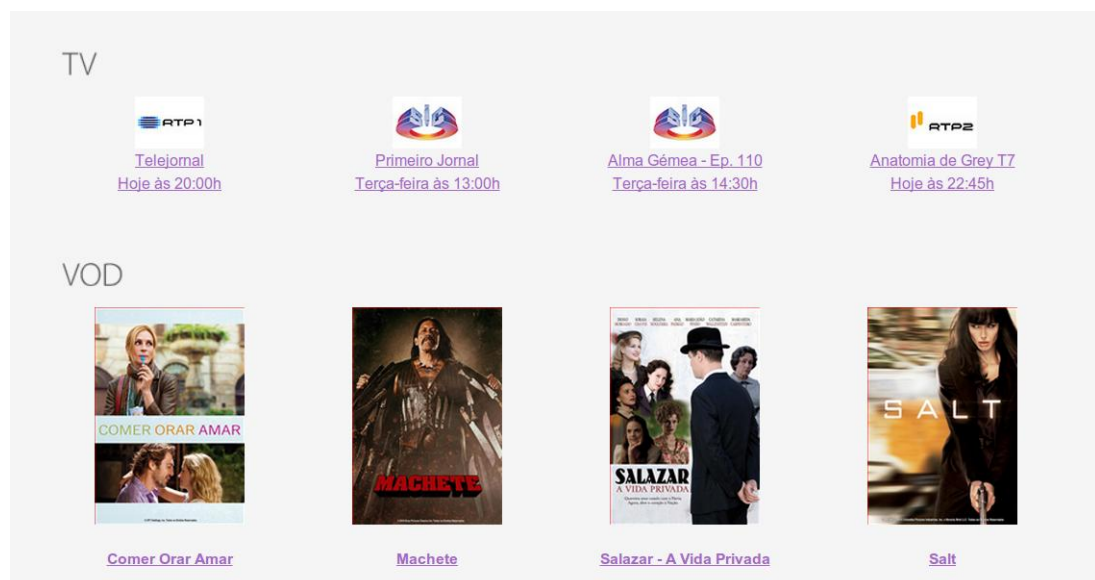 TV
RTP1
SIC
SIC
RTP2
Telejornal
Primeiro Jornal
Alma Gémea - Ep. 110
Anatomia de Grey T7
Hoje às 20:00h
Terça-feira às 13:00h
Terça-feira às 14:30h
Hoje às 22:45h
VOD
COMER ORAR AMAR
MACHETE
SALAZAR
A VIDA PRIVADA
SALT
Comer Orar Amar
Machete
Salazar - A Vida Privada
Salt